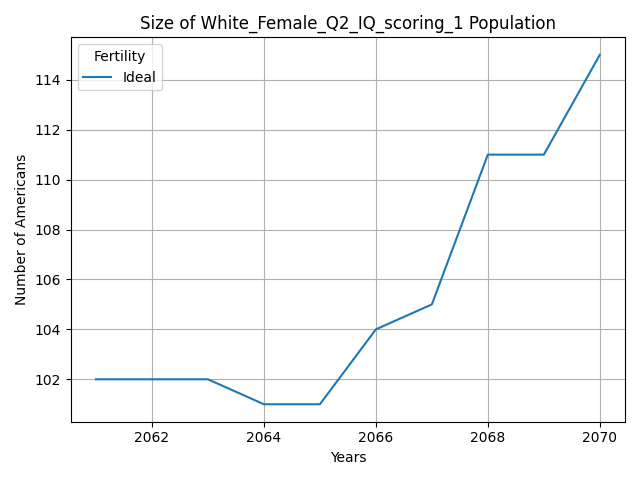 Size of White_Female_Q2_IQ_scoring_1 Population
Fertility
Ideal
Number of Americans
114
112
110
108
106
104
102
2062
2064
2066
2068
2070
Years